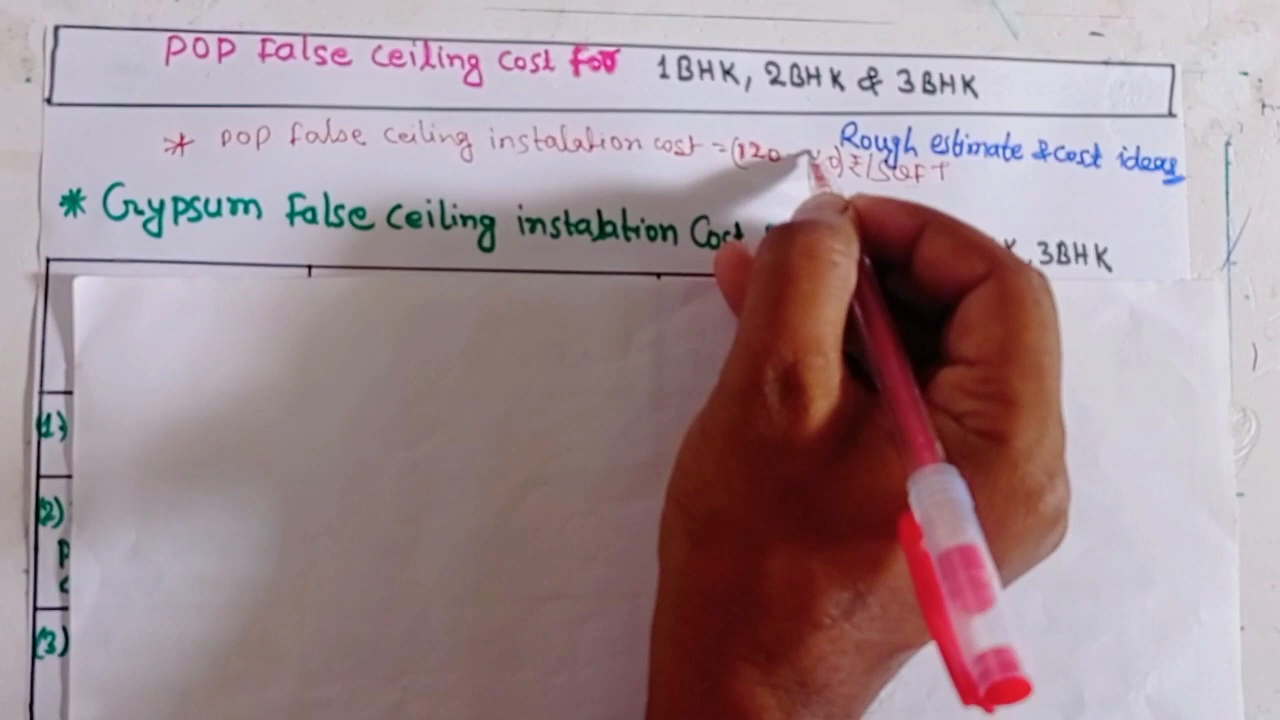 POP False ceiling cost for 1BHK, 2BHK & 3BHK
* POP false ceiling instalation cost = (120
Rough estimate & cost ideas
₹/SQFT
* Gypsum False ceiling instalation Cost
3BHK
(1)
(2)
(3)